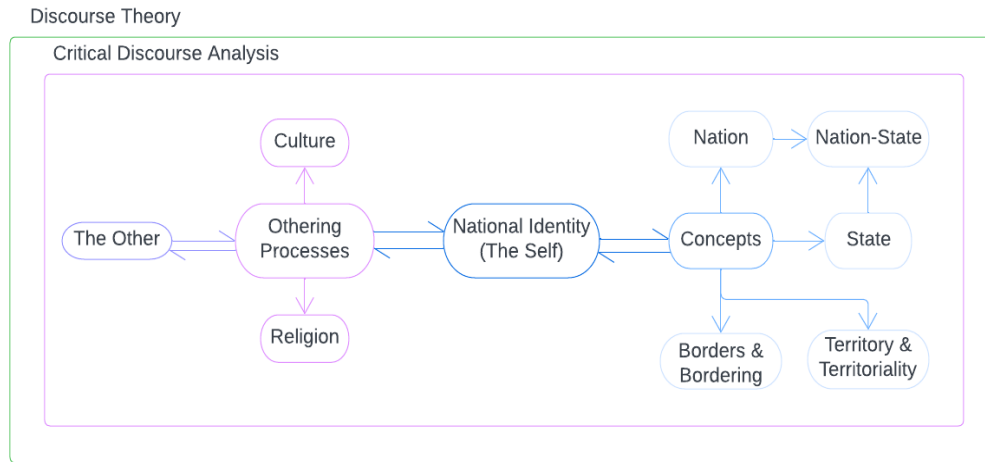 Discourse Theory
Critical Discourse Analysis
Culture
Nation
Nation-State
The Other
Othering
Processes
National Identity
(The Self)
Concepts
State
Religion
Borders &
Bordering
Territory &
Territoriality